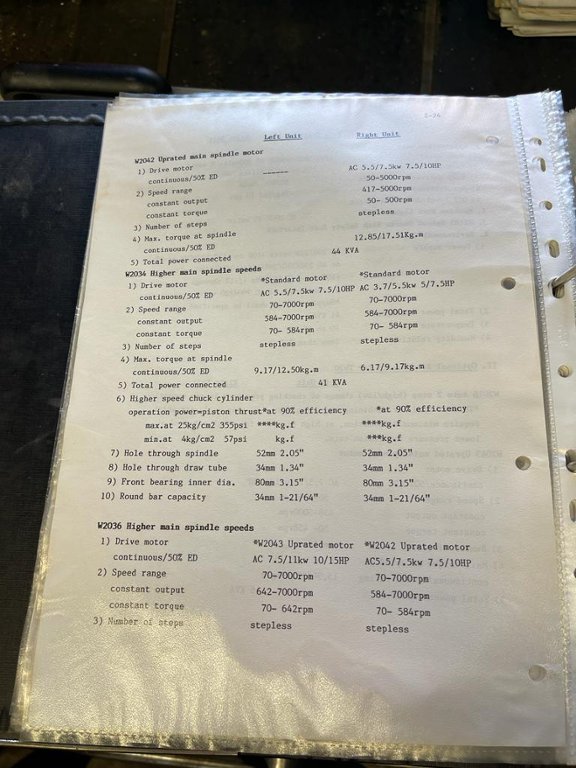 2-24
Left Unit Right Unit
W2042 Uprated main spindle motor
1) Drive motor ------ AC 5.5/7.5kw 7.5/10HP
continuous/50% ED
2) Speed range 50-5000rpm
constant output 417-5000rpm
constant torque 50- 500rpm
3) Number of steps stepless
4) Max. torque at spindle
continuous/50% ED 12.85/17.51Kg.m
5) Total power connected 44 KVA
W2034 Higher main spindle speeds
1) Drive motor *Standard motor *Standard motor
continuous/50% ED AC 5.5/7.5kw 7.5/10HP AC 3.7/5.5kw 5/7.5HP
2) Speed range 70-7000rpm 70-7000rpm
constant output 584-7000rpm 584-7000rpm
constant torque 70- 584rpm 70- 584rpm
3) Number of steps stepless stepless
4) Max. torque at spindle
continuous/50% ED 9.17/12.50kg.m 6.17/9.17kg.m
5) Total power connected 41 KVA
6) Higher speed chuck cylinder
operation power=piston thrust*at 90% efficiency *at 90% efficiency
max.at 25kg/cm2 355psi ****kg.f ****kg.f
min.at 4kg/cm2 57psi kg.f ***kg.f
7) Hole through spindle 52mm 2.05" 52mm 2.05"
8) Hole through draw tube 34mm 1.34" 34mm 1.34"
9) Front bearing inner dia. 80mm 3.15" 80mm 3.15"
10) Round bar capacity 34mm 1-21/64" 34mm 1-21/64"
W2036 Higher main spindle speeds
1) Drive motor *W2043 Uprated motor *W2042 Uprated motor
continuous/50% ED AC 7.5/11kw 10/15HP AC5.5/7.5kw 7.5/10HP
2) Speed range 70-7000rpm 70-7000rpm
constant output 642-7000rpm 584-7000rpm
constant torque 70- 642rpm 70- 584rpm
3) Number of steps stepless stepless